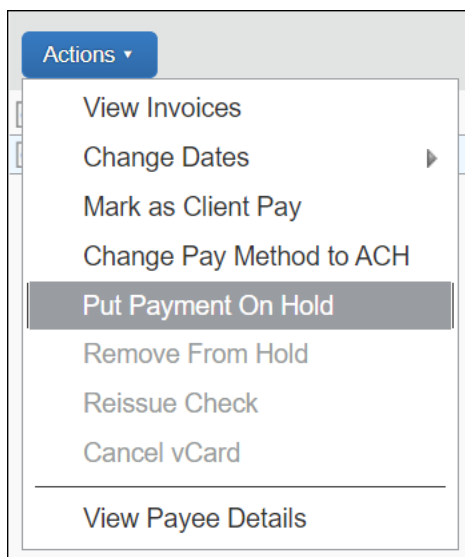 Actions ▾
View Invoices
Change Dates
Mark as Client Pay
Change Pay Method to ACH
Put Payment On Hold
Remove From Hold
Reissue Check
Cancel vCard
View Payee Details